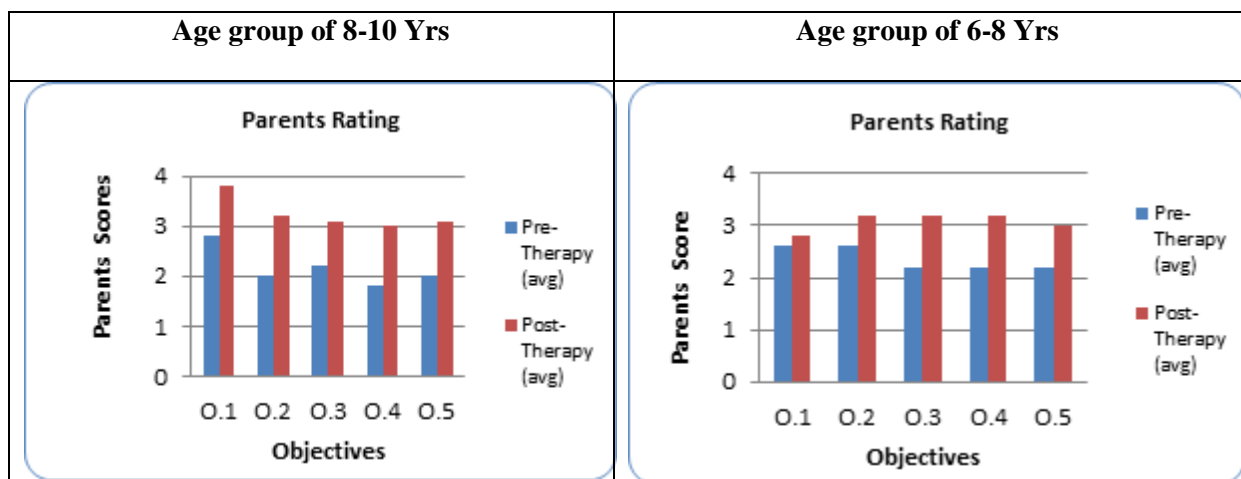 Age group of 8-10 Yrs
Age group of 6-8 Yrs
Parents Rating
Parents Scores
4
3
2
1
0
O.1 O.2 O.3 O.4 O.5
Objectives
Pre-
Therapy
(avg)
Post-
Therapy
(avg)
Parents Rating
Parents Score
4
3
2
1
0
O.1 O.2 O.3 O.4 O.5
Objectives
Pre-
Therapy
(avg)
Post-
Therapy
(avg)